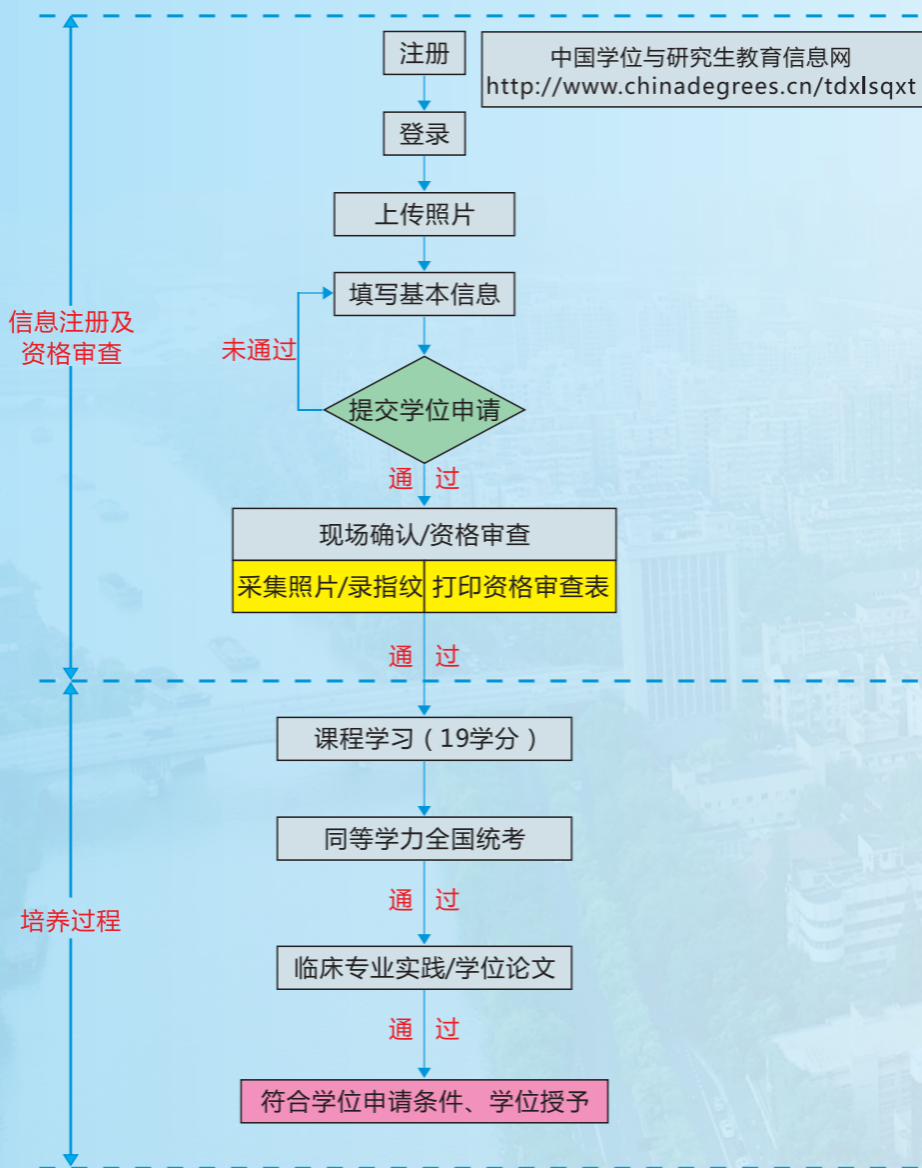 注册
中国学位与研究生教育信息网
http://www.chinadegrees.cn/tdxlsqxt
登录
上传照片
填写基本信息
信息注册及
资格审查
未通过
提交学位申请
通 过
现场确认/资格审查
采集照片/录指纹 打印资格审查表
通 过
课程学习（19学分）
同等学力全国统考
通 过
培养过程
临床专业实践/学位论文
通 过
符合学位申请条件、学位授予